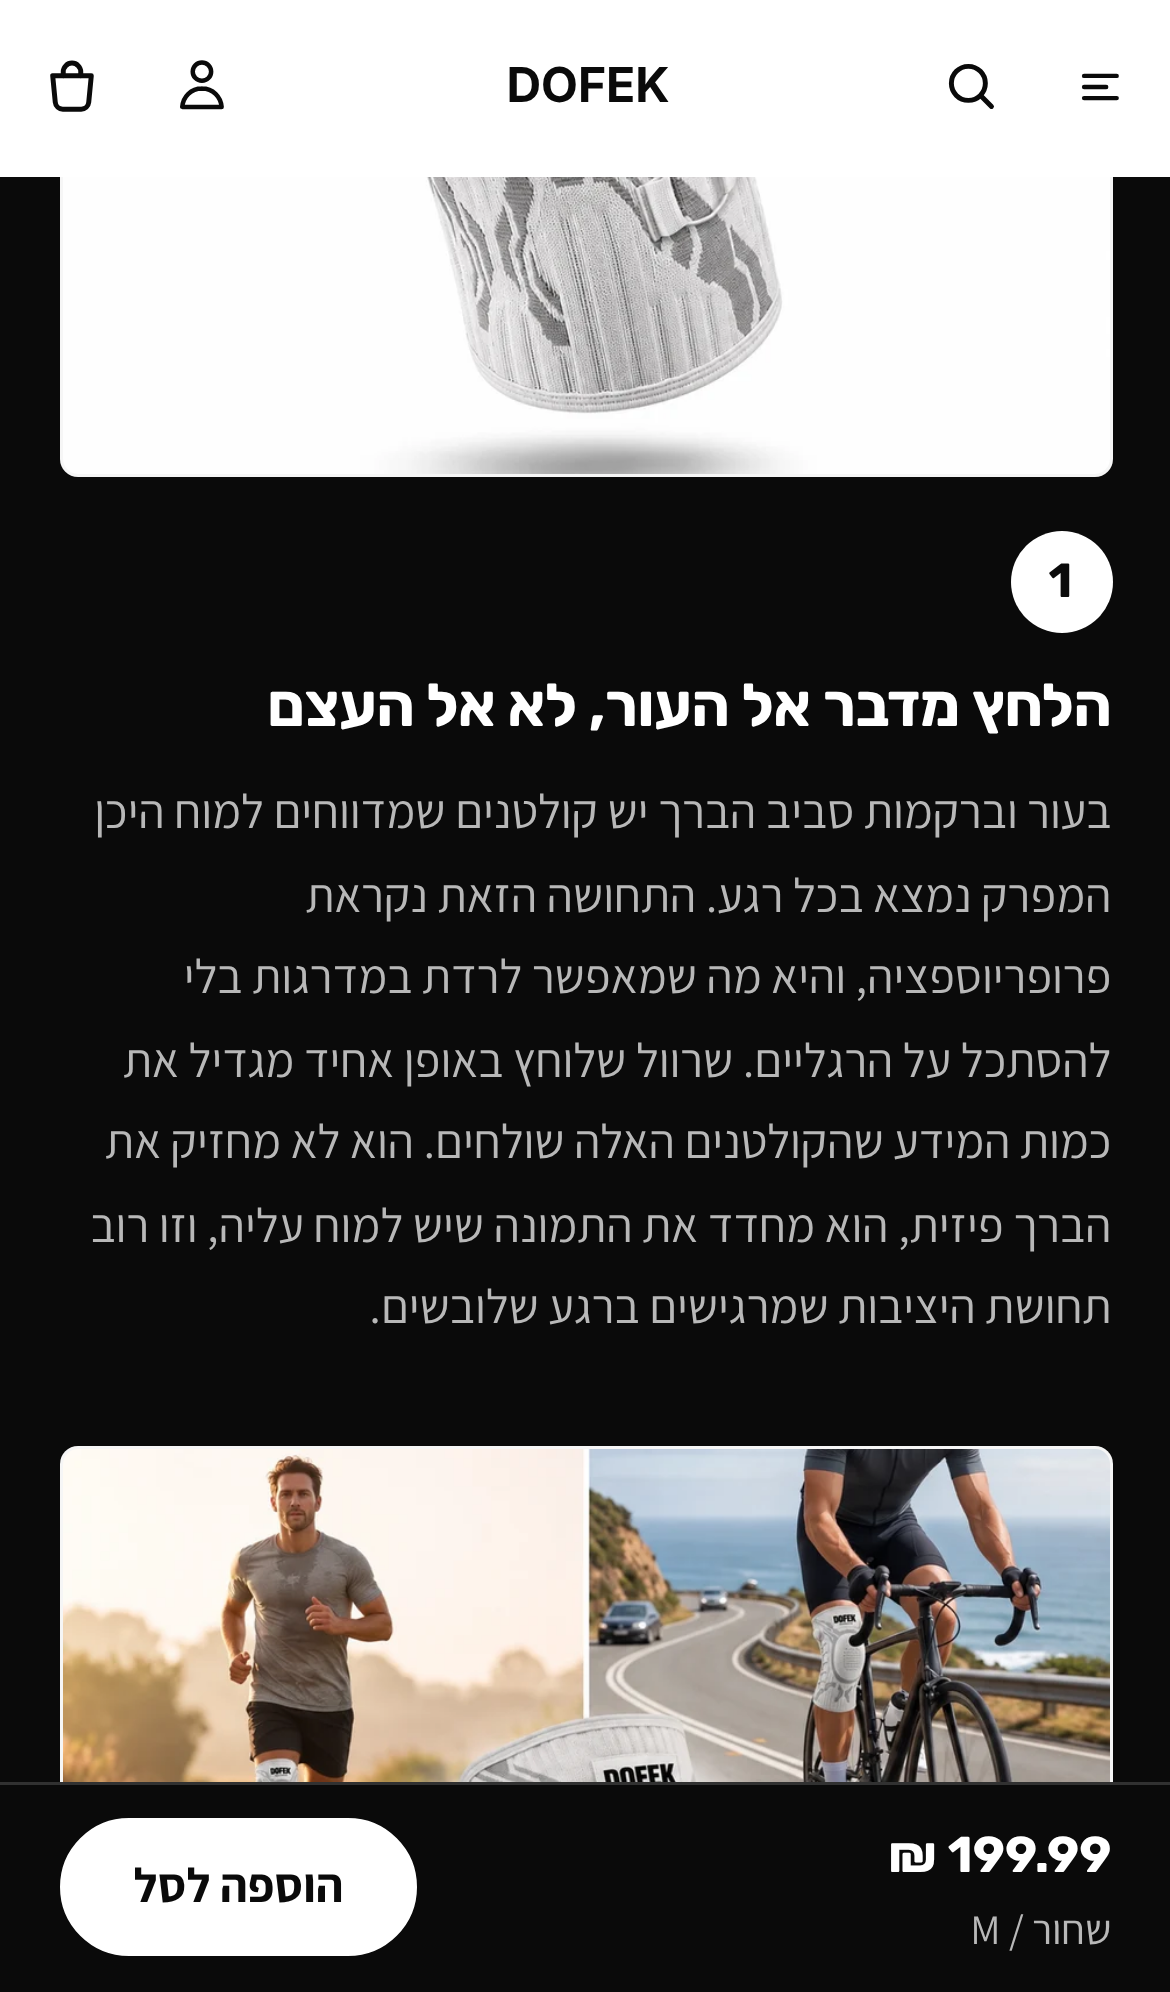 DOFEK
1
הלחץ מדבר אל העור, לא אל העצם
בעור וברקמות סביב הברך יש קולטנים שמדווחים למוח היכן
המפרק נמצא בכל רגע. התחושה הזאת נקראת
פרופריוספציה, והיא מה שמאפשר לרדת במדרגות בלי
להסתכל על הרגליים. שרוול שלוחץ באופן אחיד מגדיל את
כמות המידע שהקולטנים האלה שולחים. הוא לא מחזיק את
הברך פיזית, הוא מחדד את התמונה שיש למוח עליה, וזו רוב
תחושת היציבות שמרגישים ברגע שלובשים.
DOFEK
DOFEK
DOFEK
199.99 ₪
שחור / M
הוספה לסל